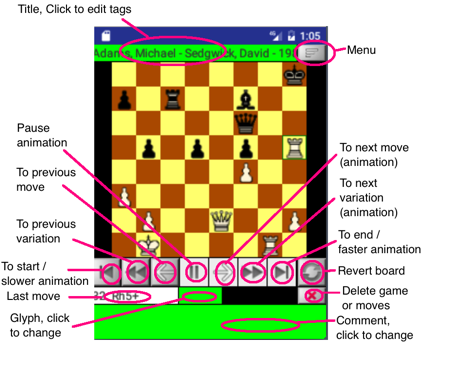 Title, Click to edit tags
1:05
Adams, Michael - Sedgwick, David - 198
Menu
Pause
animation
To next move
(animation)
To previous
move
To next
variation
(animation)
To previous
variation
To end /
faster animation
To start /
slower animation
Revert board
Last move
32. Rh5+
Delete game
or moves
Glyph, click
to change
Comment,
click to change